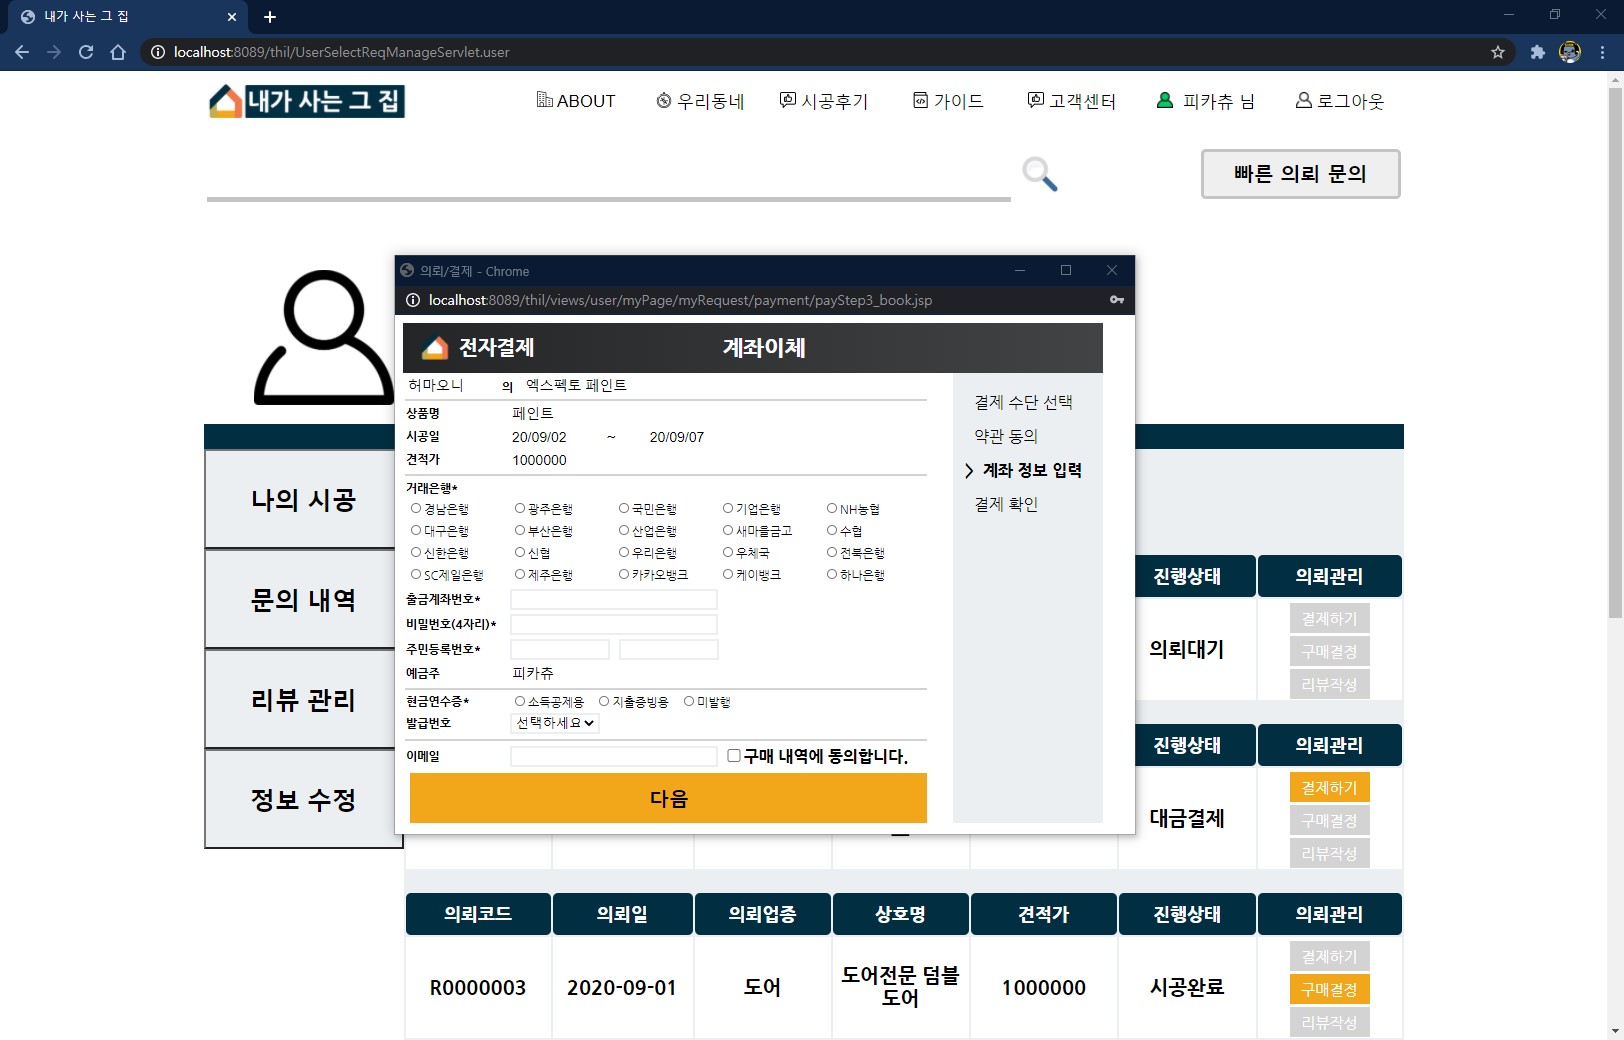 내가 사는 그 집
localhost:8089/thil/UserSelectReqManageServlet.user
내가 사는 그 집
ABOUT 우리동네 시공후기 가이드 고객센터 피카츄 님 로그아웃
빠른 의뢰 문의
의뢰/결제 - Chrome
localhost:8089/thil/views/user/myPage/myRequest/payment/payStep3_book.jsp
전자결제 계좌이체
허마오니 의 엑스펙토 페인트
상품명 페인트
시공일 20/09/02 ~ 20/09/07
견적가 1000000
거래은행*
경남은행 광주은행 국민은행 기업은행 NH농협
대구은행 부산은행 산업은행 새마을금고 수협
신한은행 신협 우리은행 우체국 전북은행
SC제일은행 제주은행 카카오뱅크 케이뱅크 하나은행
출금계좌번호*
비밀번호(4자리)*
주민등록번호*
예금주 피카츄
현금연수증* 소득공제용 지출증빙용 미발행
발급번호 선택하세요
이메일 구매 내역에 동의합니다.
다음
결제 수단 선택
약관 동의
> 계좌 정보 입력
결제 확인
나의 시공
문의 내역
리뷰 관리
정보 수정
진행상태 의뢰관리
의뢰대기 결제하기
구매결정
리뷰작성
진행상태 의뢰관리
대금결제 결제하기
구매결정
리뷰작성
의뢰코드 의뢰일 의뢰업종 상호명 견적가 진행상태 의뢰관리
R0000003 2020-09-01 도어 도어전문 덤블 1000000 시공완료 결제하기
도어 구매결정
리뷰작성